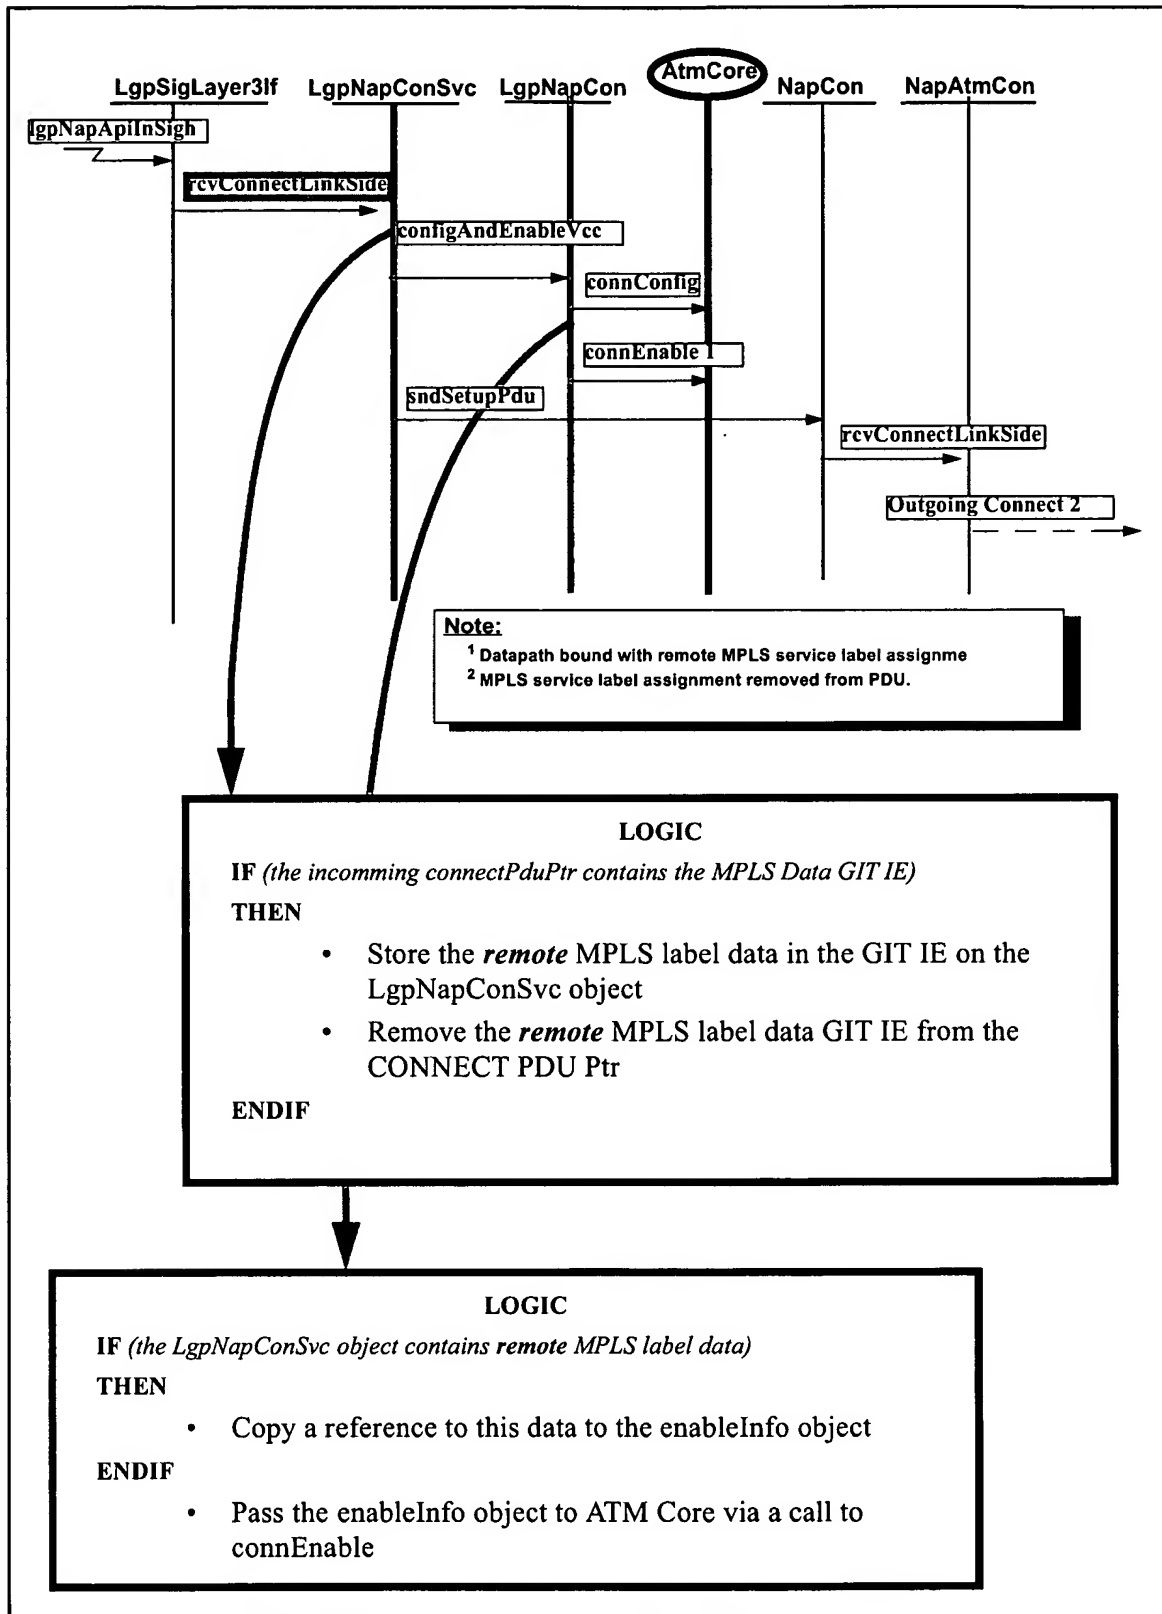 LgpSigLayer3If LgpNapConSvc LgpNapCon AtmCore NapCon NapAtmCon
lgpNapApiInSigh
rcvConnectLinkSide
configAndEnableVcc
connConfig
connEnable 1
sndSetupPdu
rcvConnectLinkSide
Outgoing Connect 2
Note:
1 Datapath bound with remote MPLS service label assignme
2 MPLS service label assignment removed from PDU.
LOGIC
IF (the incomming connectPduPtr contains the MPLS Data GIT IE)
THEN
• Store the remote MPLS label data in the GIT IE on the
LgpNapConSvc object
• Remove the remote MPLS label data GIT IE from the
CONNECT PDU Ptr
ENDIF
LOGIC
IF (the LgpNapConSvc object contains remote MPLS label data)
THEN
• Copy a reference to this data to the enableInfo object
ENDIF
• Pass the enableInfo object to ATM Core via a call to
connEnable